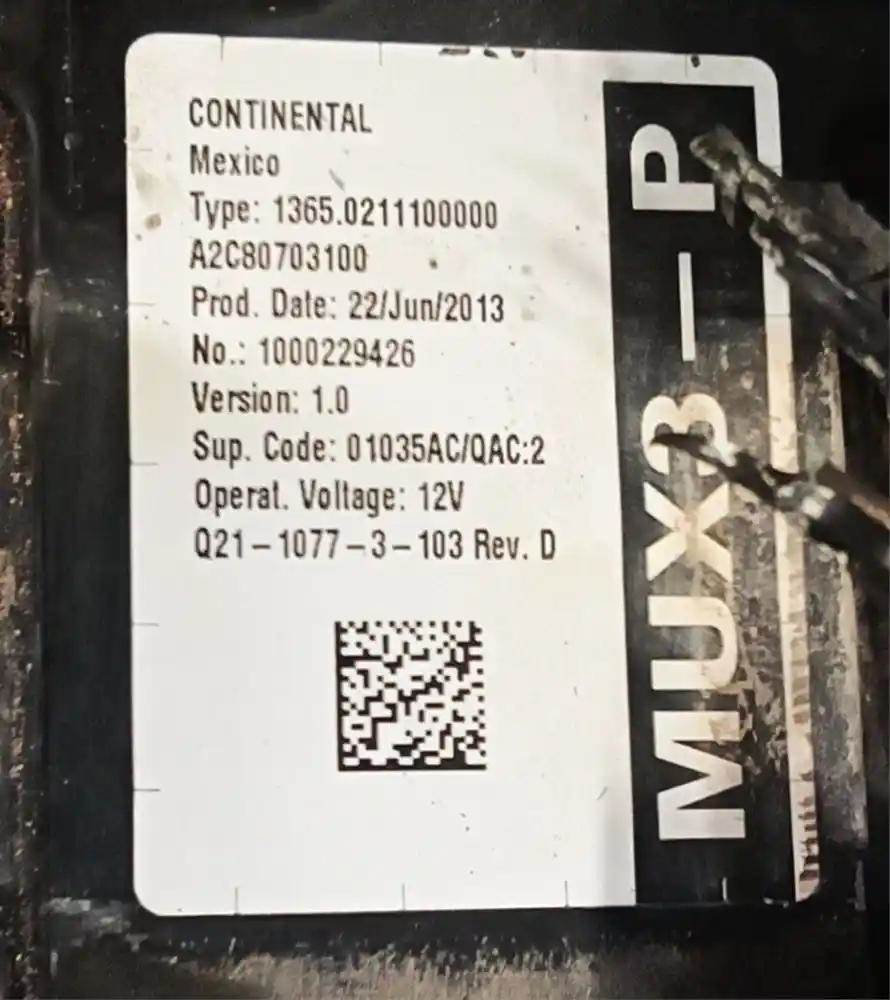 CONTINENTAL
Mexico
Type: 1365.0211100000
A2C80703100
Prod. Date: 22/Jun/2013
No.: 1000229426
Version: 1.0
Sup. Code: 01035AC/QAC:2
Operat. Voltage: 12V
Q21-1077-3-103 Rev. D
MUX3-P